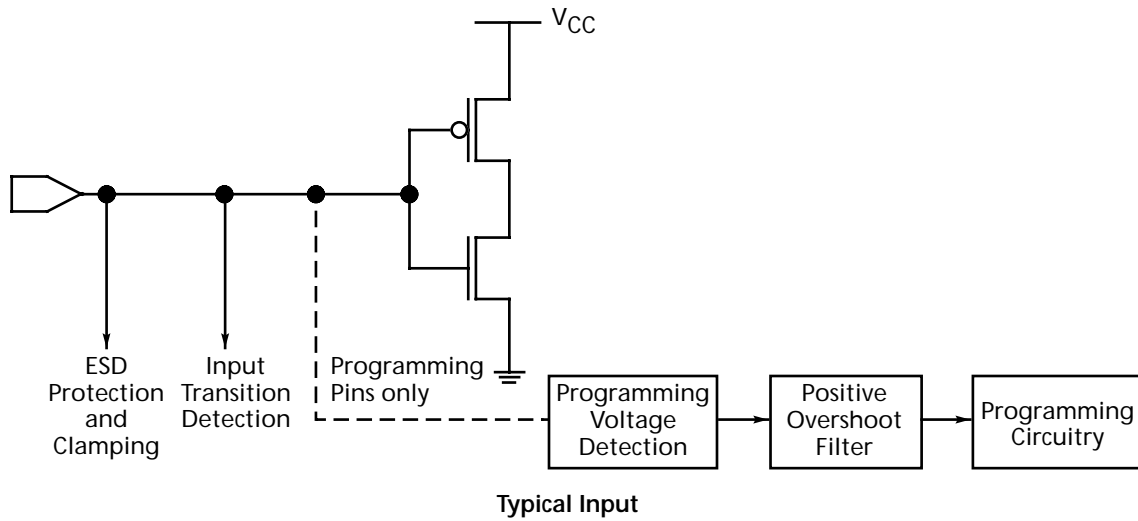 VCC
ESD
Protection
and
Clamping
Input
Transition
Detection
Programming
Pins only
Programming
Voltage
Detection
Positive
Overshoot
Filter
Programming
Circuitry
Typical Input